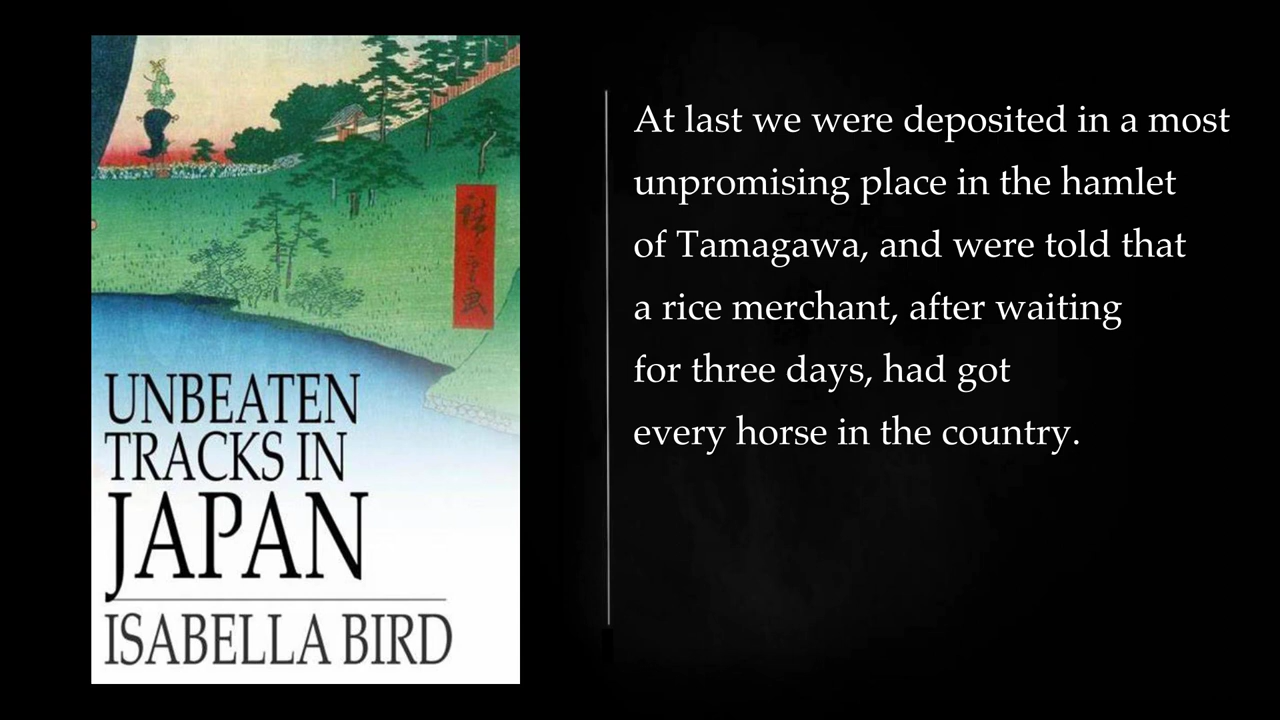 UNBEATEN
TRACKS IN
JAPAN
ISABELLA BIRD
At last we were deposited in a most
unpromising place in the hamlet
of Tamagawa, and were told that
a rice merchant, after waiting
for three days, had got
every horse in the country.